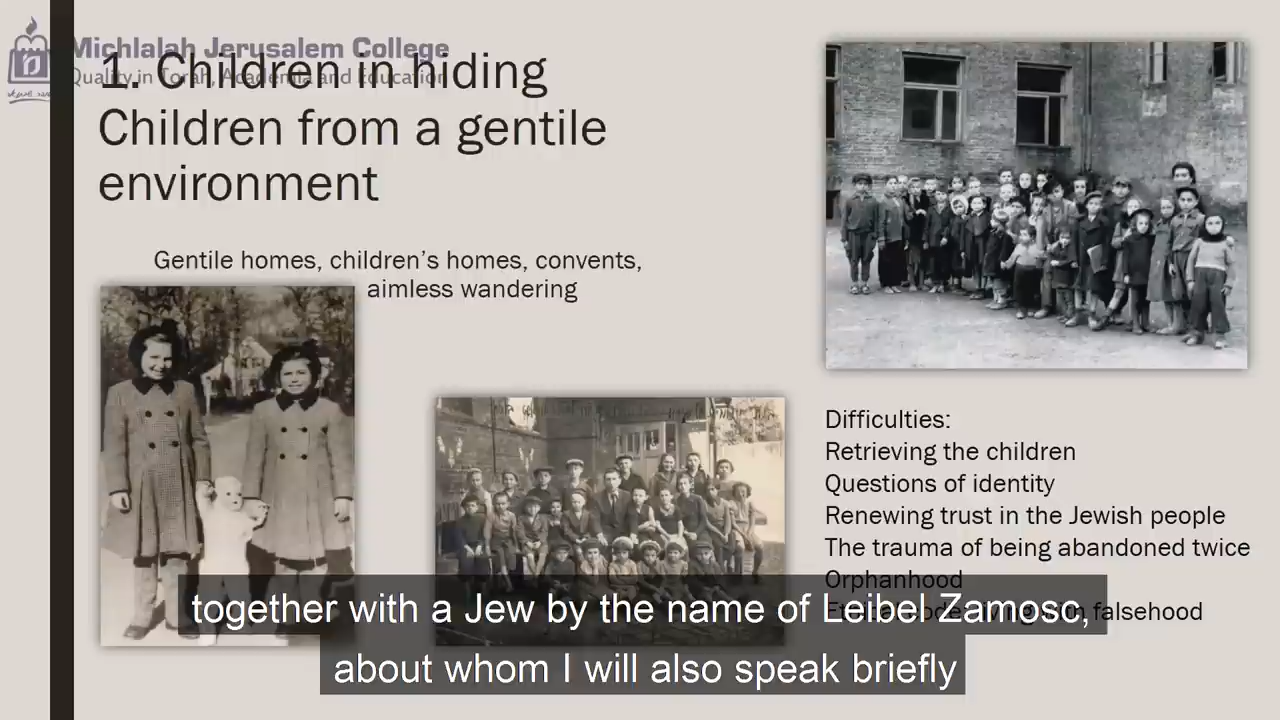 Michlalah Jerusalem College
Quality in Torah, Academia and Education
1. Children in hiding
Children from a gentile
environment
Gentile homes, children's homes, convents,
aimless wandering
Difficulties:
Retrieving the children
Questions of identity
Renewing trust in the Jewish people
The trauma of being abandoned twice
Orphanhood
falsehood
together with a Jew by the name of Leibel Zamosc,
about whom I will also speak briefly